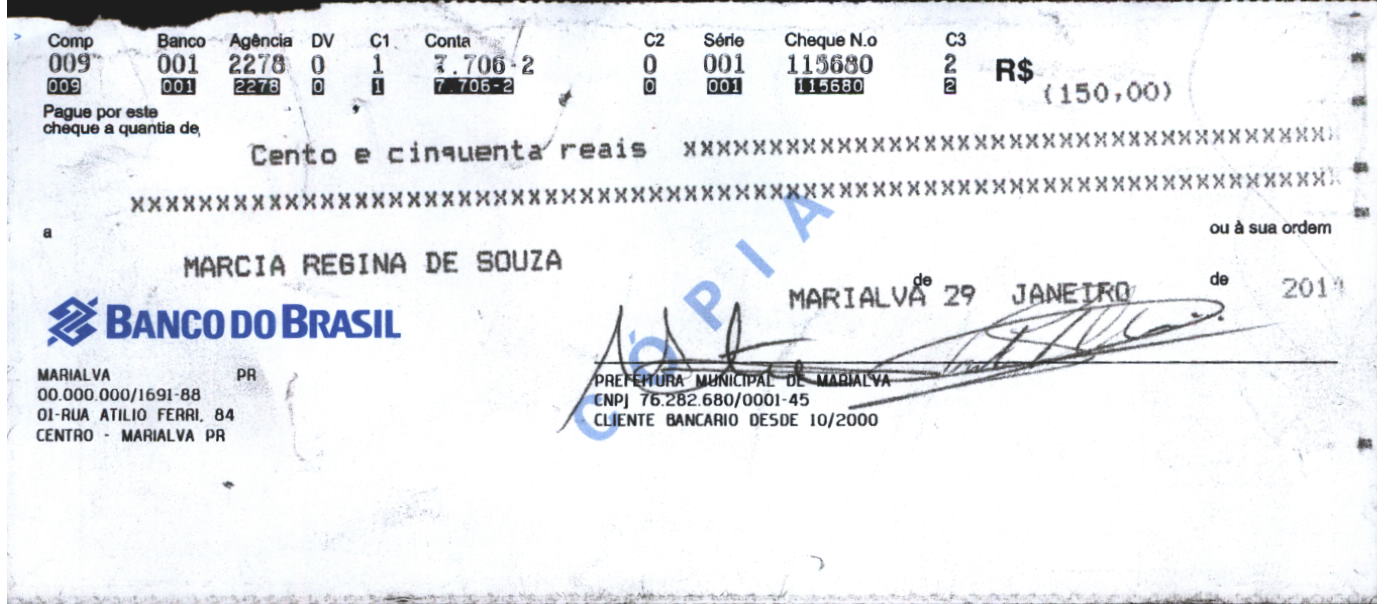 Comp Banco Agência DV C1 Conta C2 Série Cheque N.o C3
009 001 2278 0 1 7.706-2 0 001 115680 2 R$
009 001 2278 0 1 7.706-2 0 001 115680 2
(150,00)
Pague por este
cheque a quantia de
Cento e cinquenta reais xxxxxxxxxxxxxxxxxxxxxxxxxxxxxxxxxxxxxxxxxxxxxx
xxxxxxxxxxxxxxxxxxxxxxxxxxxxxxxxxxxxxxxxxxxxxxxxxxxxxxxxxxxxxxxxxxxxxxxxxxxxxxxxxxxxx
a ou à sua ordem
MARCIA REGINA DE SOUZA
MARIALVA de 29 JANEIRO de
BANCO DO BRASIL
CÓPIA
MARIALVA PR
00.000.000/1691-88
01-RUA ATILIO FERRI, 84
CENTRO - MARIALVA PR
PREFEITURA MUNICIPAL DE MARIALVA
CNPJ 76.282.680/0001-45
CLIENTE BANCARIO DESDE 10/2000